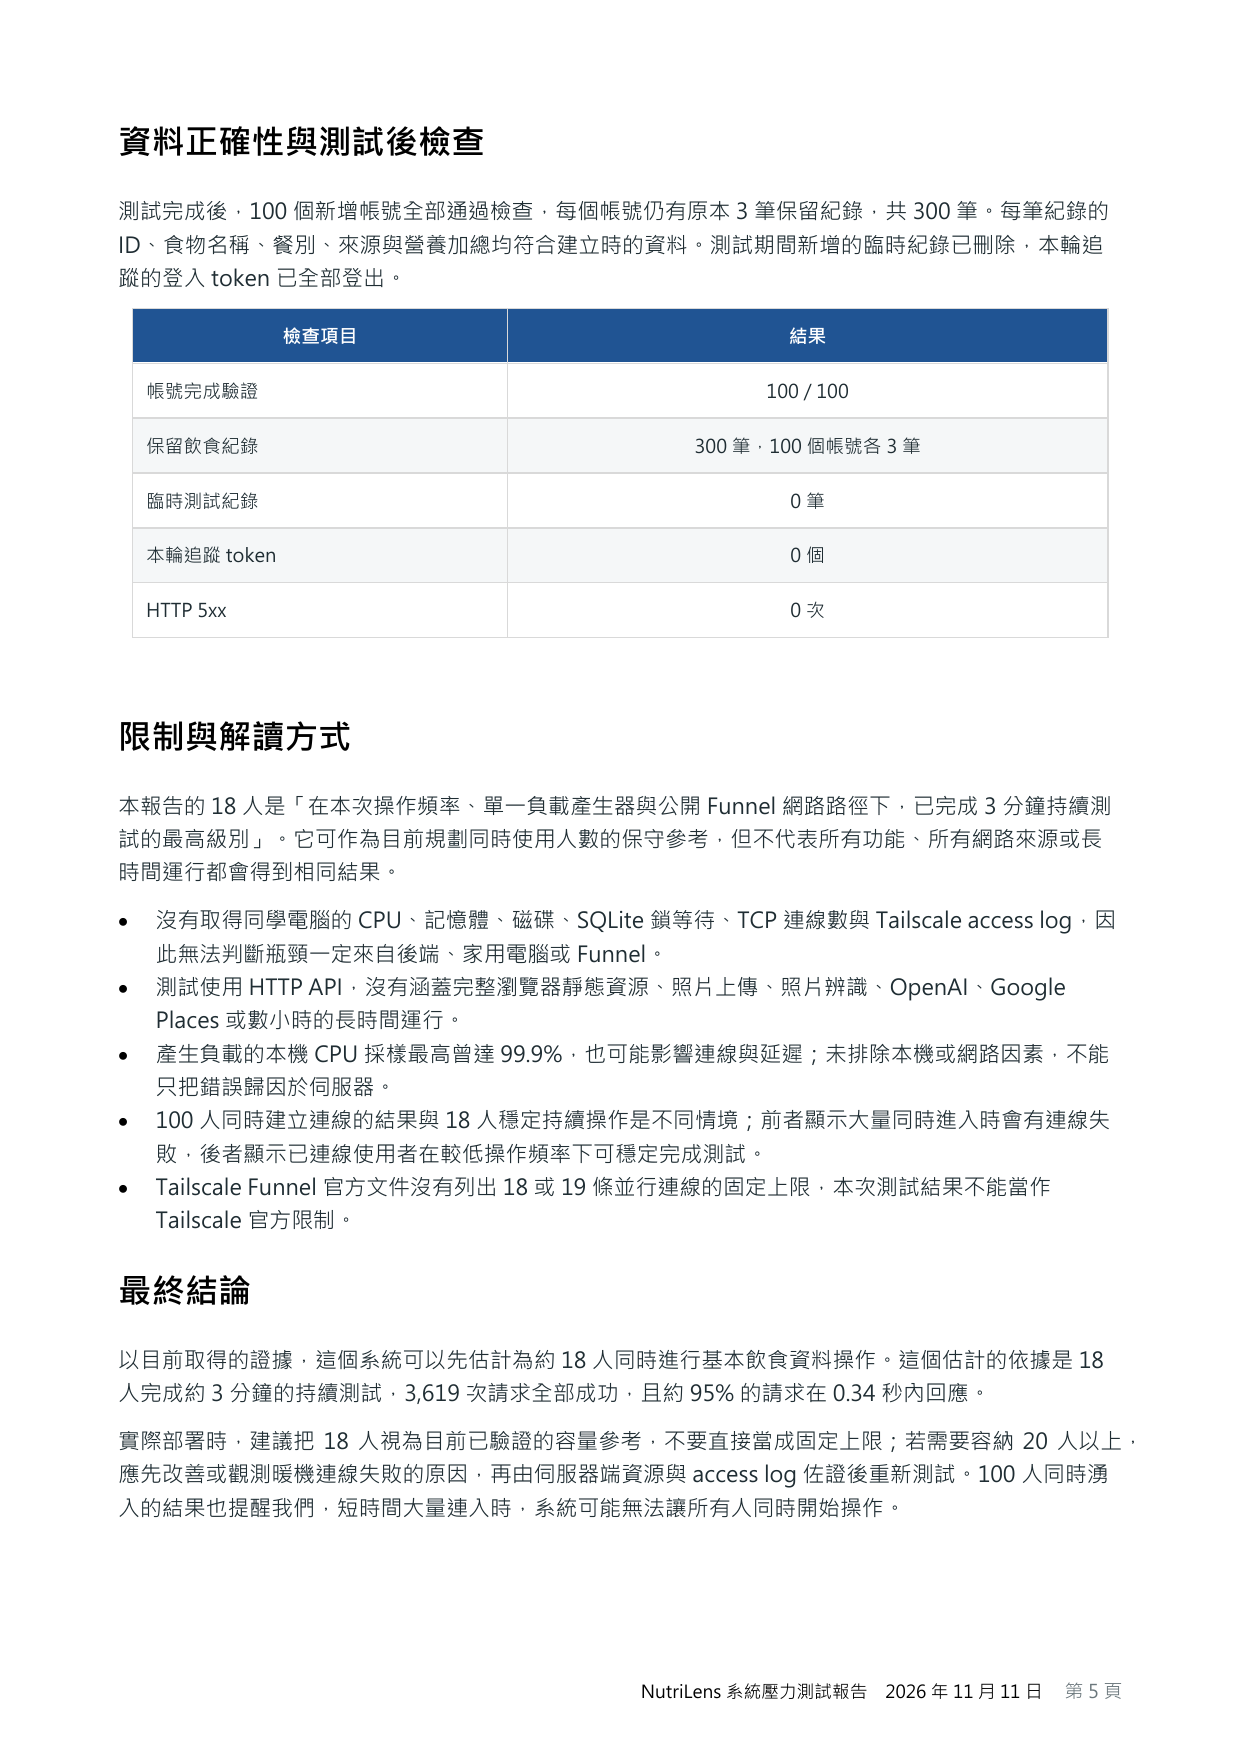 資料正確性與測試後檢查
測試完成後，100 個新增帳號全部通過檢查，每個帳號仍有原本 3 筆保留紀錄，共 300 筆。每筆紀錄的
ID、食物名稱、餐別、來源與營養加總均符合建立時的資料。測試期間新增的臨時紀錄已刪除，本輪追
蹤的登入 token 已全部登出。
檢查項目 結果
帳號完成驗證 100 / 100
保留飲食紀錄 300 筆，100 個帳號各 3 筆
臨時測試紀錄 0 筆
本輪追蹤 token 0 個
HTTP 5xx 0 次
限制與解讀方式
本報告的 18 人是「在本次操作頻率、單一負載產生器與公開 Funnel 網路路徑下，已完成 3 分鐘持續測
試的最高級別」。它可作為目前規劃同時使用人數的保守參考，但不代表所有功能、所有網路來源或長
時間運行都會得到相同結果。
• 沒有取得同學電腦的 CPU、記憶體、磁碟、SQLite 鎖等待、TCP 連線數與 Tailscale access log，因
此無法判斷瓶頸一定來自後端、家用電腦或 Funnel。
• 測試使用 HTTP API，沒有涵蓋完整瀏覽器靜態資源、照片上傳、照片辨識、OpenAI、Google
Places 或數小時的長時間運行。
• 產生負載的本機 CPU 採樣最高曾達 99.9%，也可能影響連線與延遲；未排除本機或網路因素，不能
只把錯誤歸因於伺服器。
• 100 人同時建立連線的結果與 18 人穩定持續操作是不同情境；前者顯示大量同時進入時會有連線失
敗，後者顯示已連線使用者在較低操作頻率下可穩定完成測試。
• Tailscale Funnel 官方文件沒有列出 18 或 19 條並行連線的固定上限，本次測試結果不能當作
Tailscale 官方限制。
最終結論
以目前取得的證據，這個系統可以先估計為約 18 人同時進行基本飲食資料操作。這個估計的依據是 18
人完成約 3 分鐘的持續測試，3,619 次請求全部成功，且約 95% 的請求在 0.34 秒內回應。
實際部署時，建議把 18 人視為目前已驗證的容量參考，不要直接當成固定上限；若需要容納 20 人以上，
應先改善或觀測暖機連線失敗的原因，再由伺服器端資源與 access log 佐證後重新測試。100 人同時湧
入的結果也提醒我們，短時間大量連入時，系統可能無法讓所有人同時開始操作。
NutriLens 系統壓力測試報告 2026 年 11 月 11 日 第 5 頁